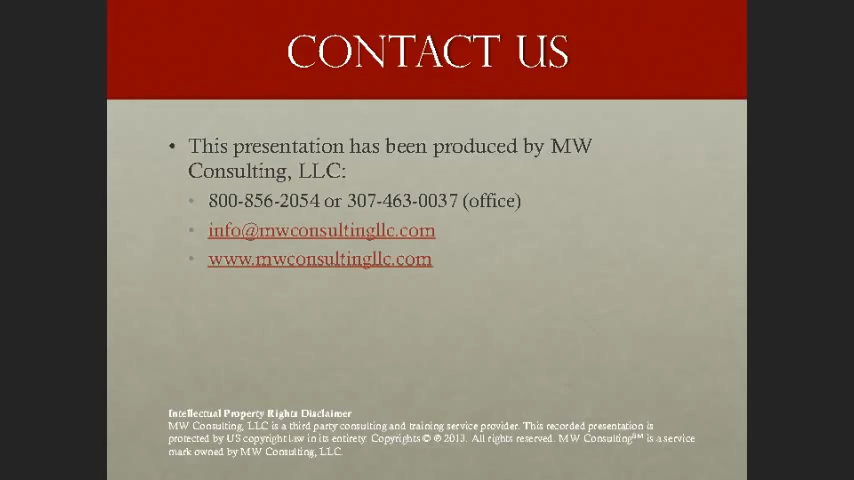 CONTACT US
• This presentation has been produced by MW
Consulting, LLC:
• 800-856-2054 or 307-463-0037 (office)
• info@mwconsultingllc.com
• www.mwconsultingllc.com
Intellectual Property Rights Disclaimer
MW Consulting, LLC is a third party consulting and training service provider. This recorded presentation is
protected by US copyright law in its entirety. Copyrights © ℗ 2013. All rights reserved. MW Consulting℠ is a service
mark owned by MW Consulting, LLC.